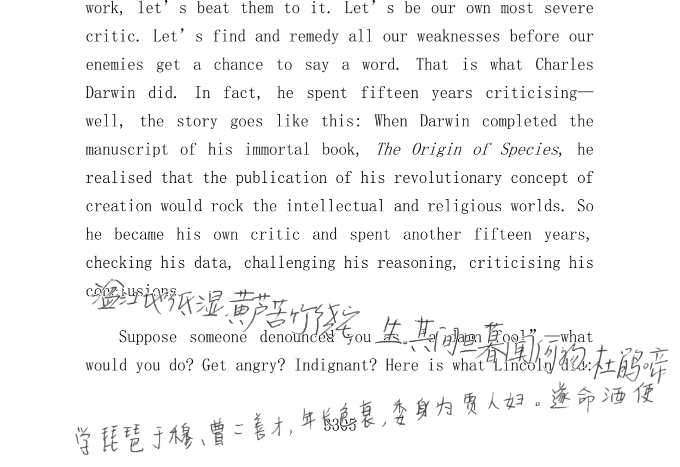 work, let’s beat them to it. Let’s be our own most severe
critic. Let’s find and remedy all our weaknesses before our
enemies get a chance to say a word. That is what Charles
Darwin did. In fact, he spent fifteen years criticising—
well, the story goes like this: When Darwin completed the
manuscript of his immortal book, The Origin of Species, he
realised that the publication of his revolutionary concept of
creation would rock the intellectual and religious worlds. So
he became his own critic and spent another fifteen years,
checking his data, challenging his reasoning, criticising his
conclusions.
湓江地低湿黄芦苦竹绕宅
生。其间旦暮闻何物杜鹃啼
Suppose someone denounced you as “a damn fool”—what
would you do? Get angry? Indignant? Here is what Lincoln did:
学琵琶于穆、曹二善才，年长色衰，委身为贾人妇。遂命酒使
3305